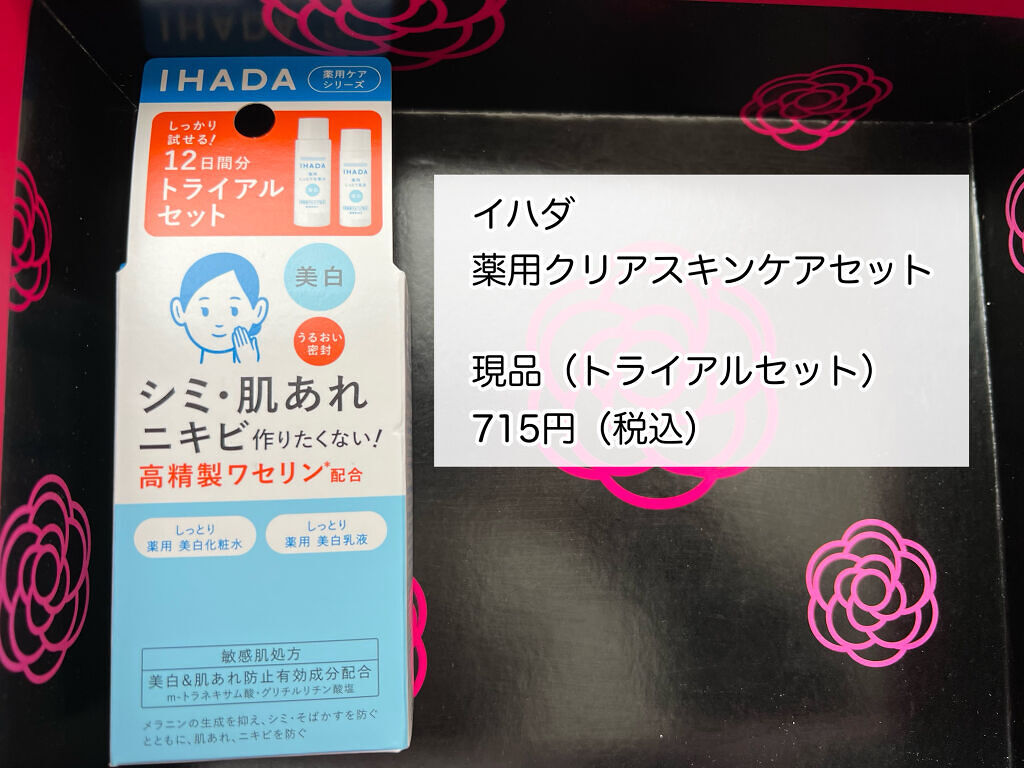 IHADA
薬用ケア
シリーズ
しっかり
試せる!
12日間分
トライアル
セット
IHADA
IHADA
美白
うるおい
密封
シミ・肌あれ
ニキビ作りたくない!
高精製ワセリン*配合
しっとり
薬用 美白化粧水
しっとり
薬用 美白乳液
敏感肌処方
美白&肌あれ防止有効成分配合
m-トラネキサム酸・グリチルリチン酸塩
メラニンの生成を抑え、シミ・そばかすを防ぐ
とともに、肌あれ、ニキビを防ぐ
イハダ
薬用クリアスキンケアセット
現品（トライアルセット）
715円（税込）